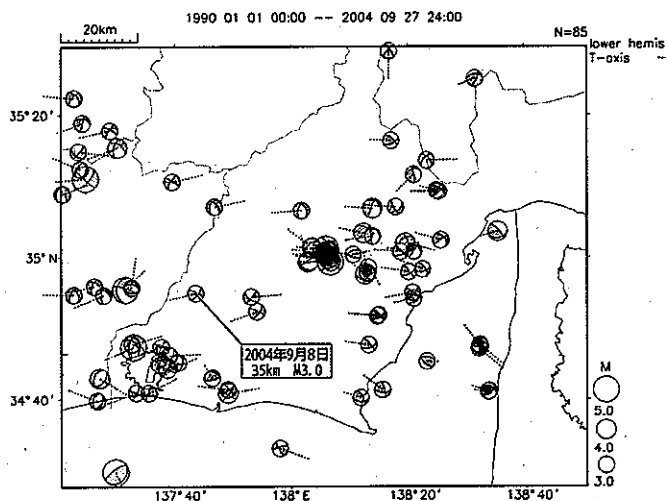 1990 01 01 00:00 -- 2004 09 27 24:00
20km
N=85
lower hemis
T-axis
35°20'
35°N
34°40'
2004年9月8日
35km M3.0
M
5.0
4.0
3.0
137°40'
138°E
138°20'
138°40'